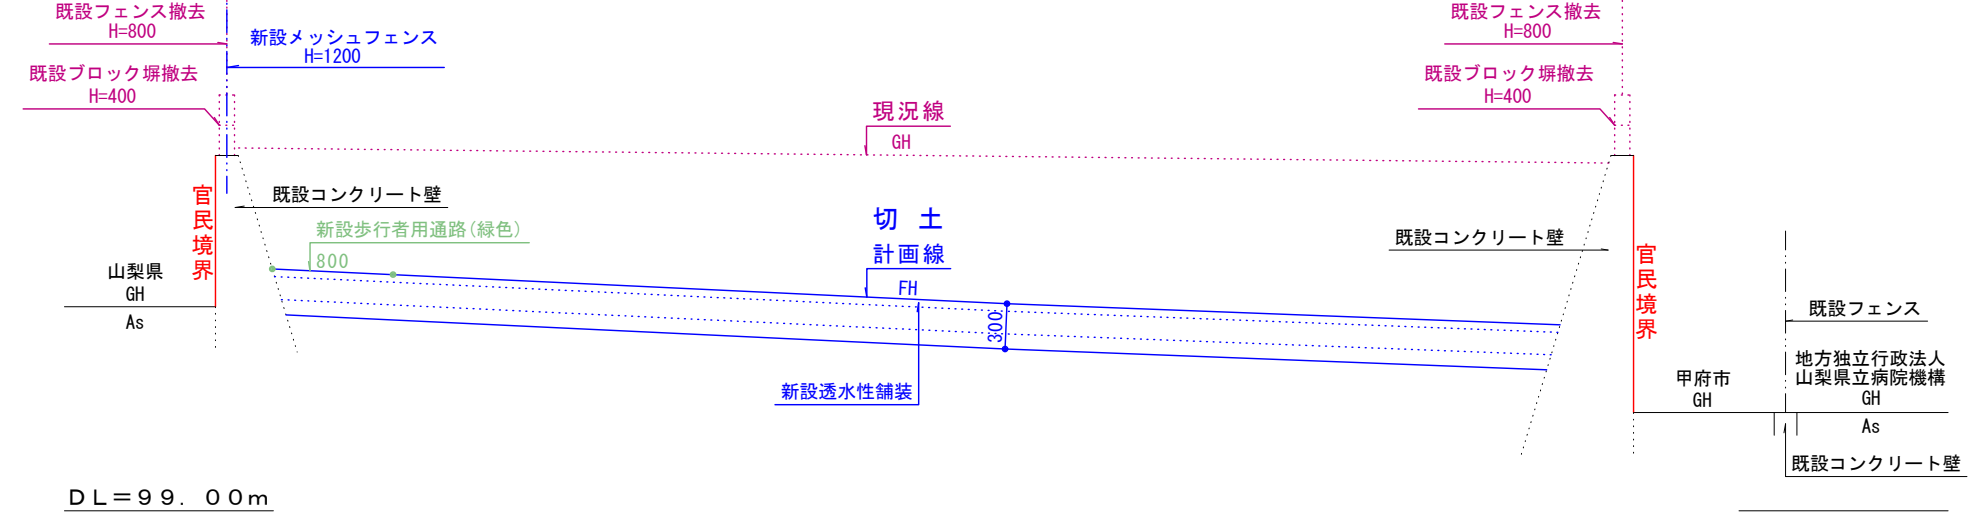 既設フェンス撤去
H=800
新設メッシュフェンス
H=1200
既設ブロック塀撤去
H=400
既設フェンス撤去
H=800
既設ブロック塀撤去
H=400
現況線
GH
官民境界
既設コンクリート壁
新設歩行者用通路(緑色)
800
切土
計画線
FH
300
新設透水性舗装
既設コンクリート壁
官民境界
山梨県
GH
As
既設フェンス
地方独立行政法人
山梨県立病院機構
GH
As
甲府市
GH
既設コンクリート壁
DL=99.00m